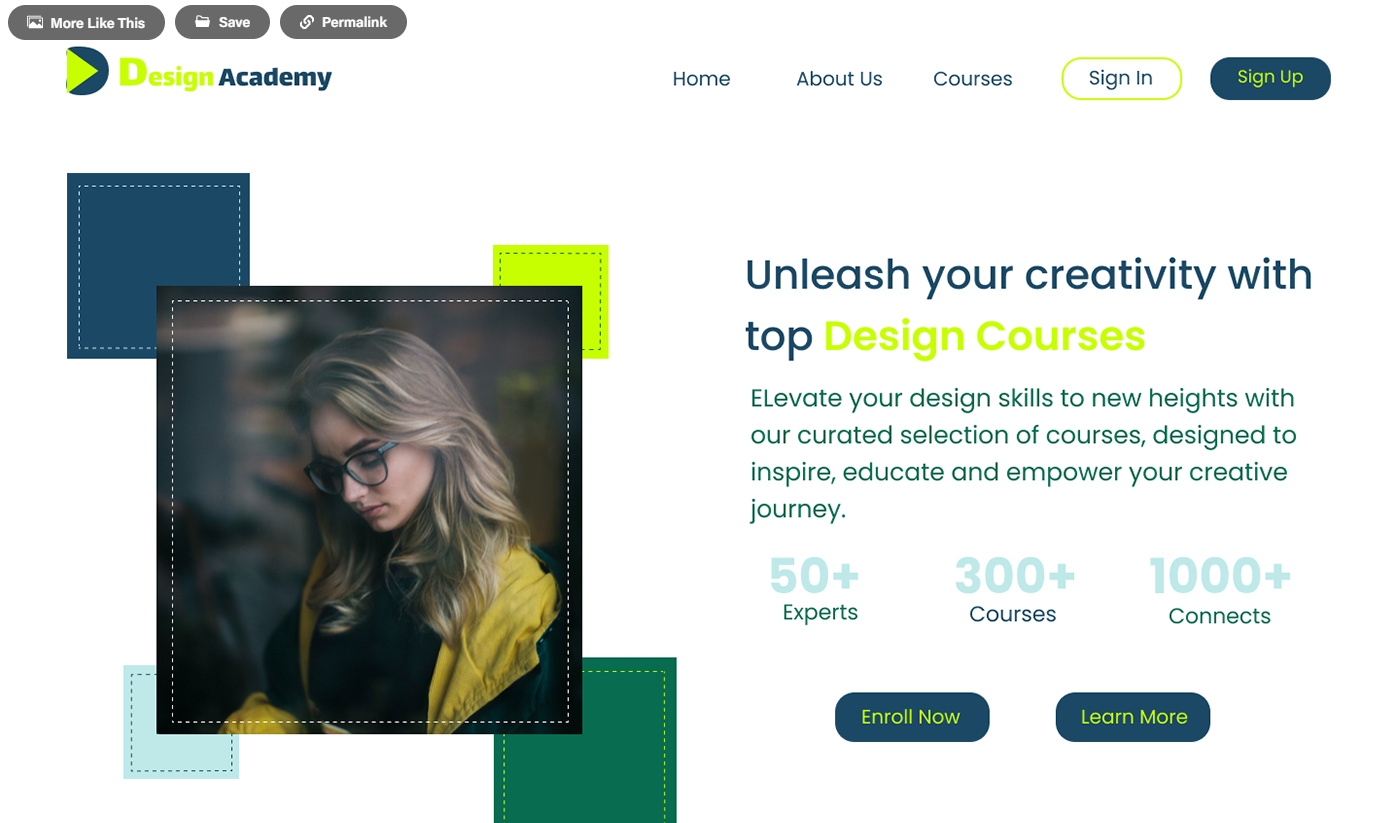 More Like This
Save
Permalink
Design Academy
Home
About Us
Courses
Sign In
Sign Up
Unleash your creativity with
top Design Courses
ELevate your design skills to new heights with
our curated selection of courses, designed to
inspire, educate and empower your creative
journey.
50+
Experts
300+
Courses
1000+
Connects
Enroll Now
Learn More